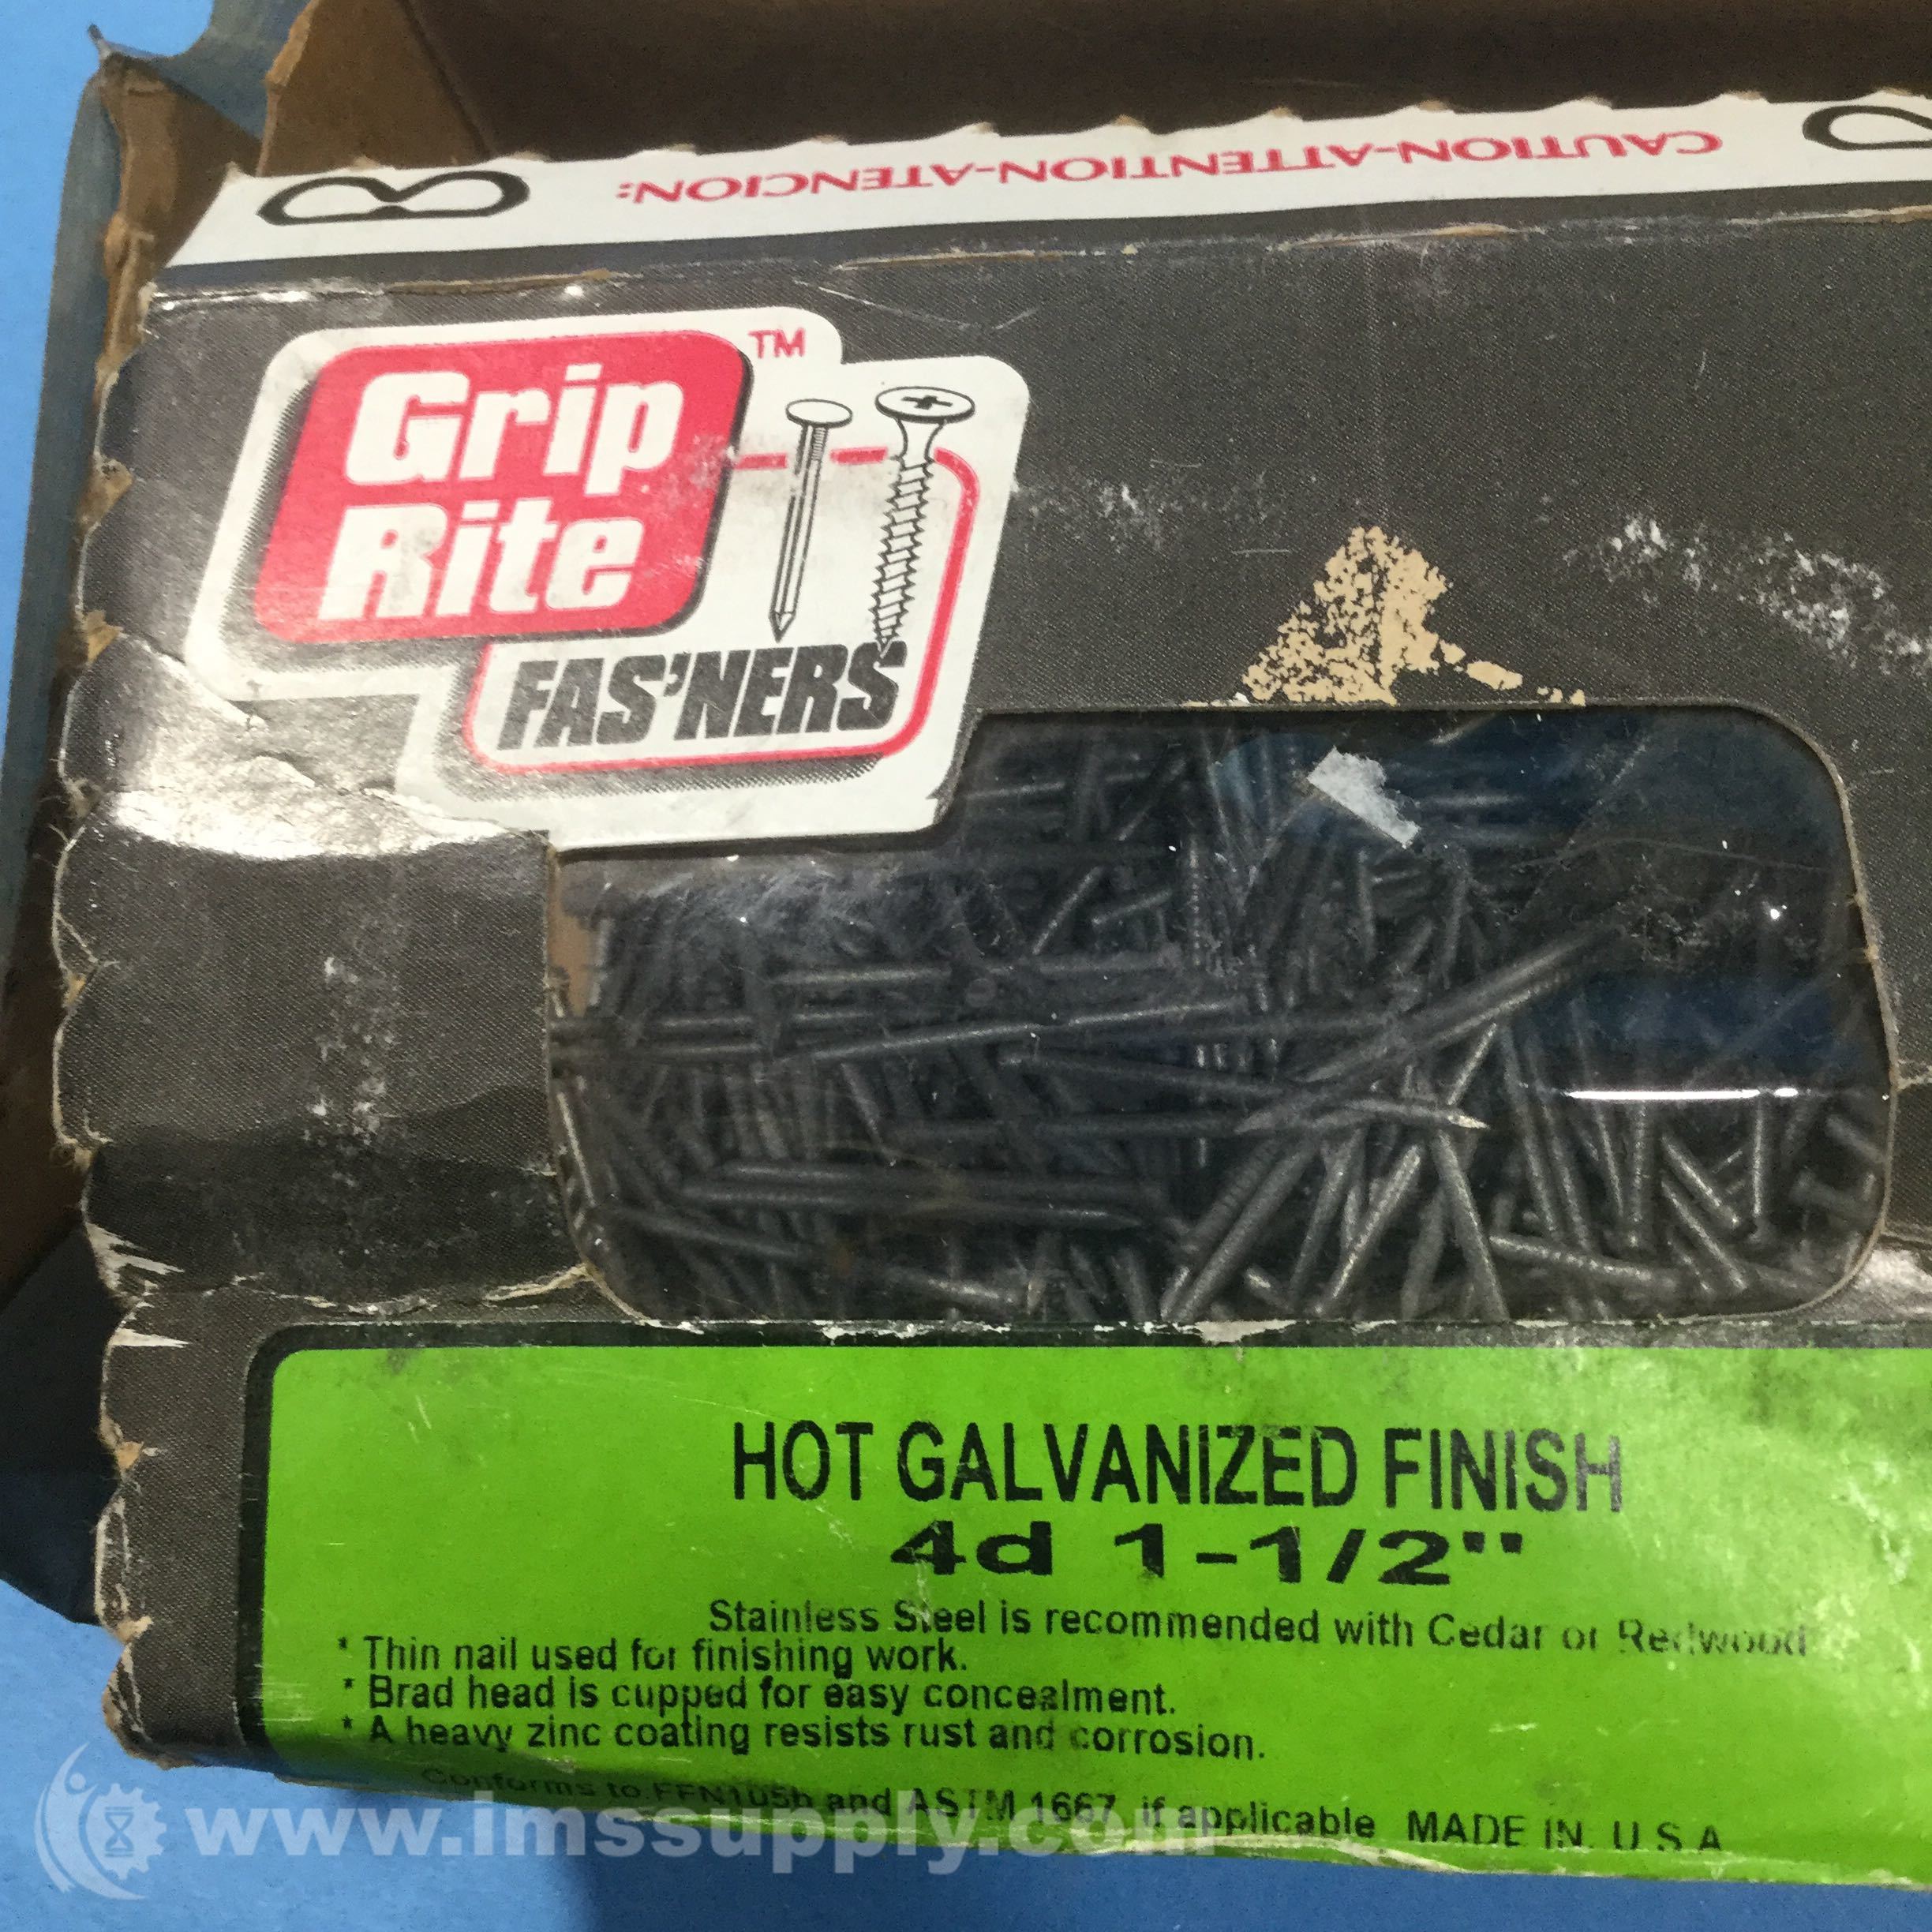 CAUTION-ATTENTION-ATENCION:
Grip
Rite
TM
FAS'NERS
HOT GALVANIZED FINISH
4d 1-1/2"
Stainless Steel is recommended with Cedar or Redwood
* Thin nail used for finishing work.
* Brad head is cupped for easy concealment.
* A heavy zinc coating resists rust and corrosion.
Conforms to FFN105b and ASTM 1667, if applicable MADE IN U.S.A
www.imssupply.com